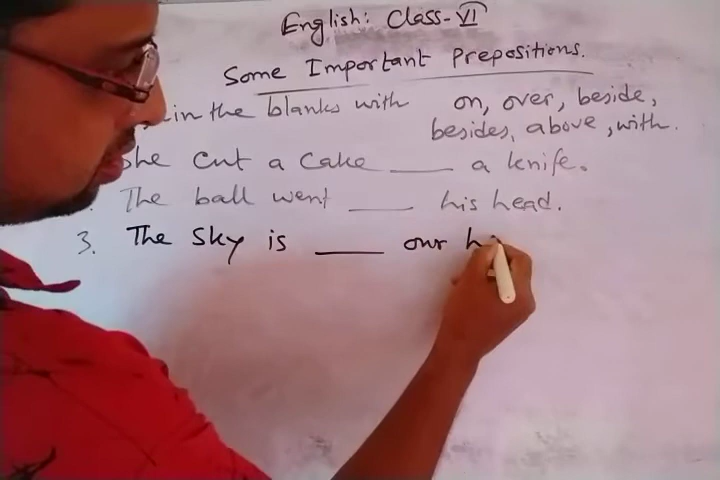 English: Class-VI
Some Important Prepositions.
in the blanks with on, over, beside,
besides, above, with.
She cut a cake ____ a knife.
The ball went ____ his head.
3. The sky is ____ our h